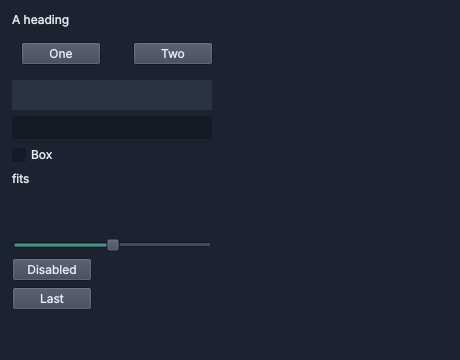 A heading
One Two
Box
fits
Disabled
Last